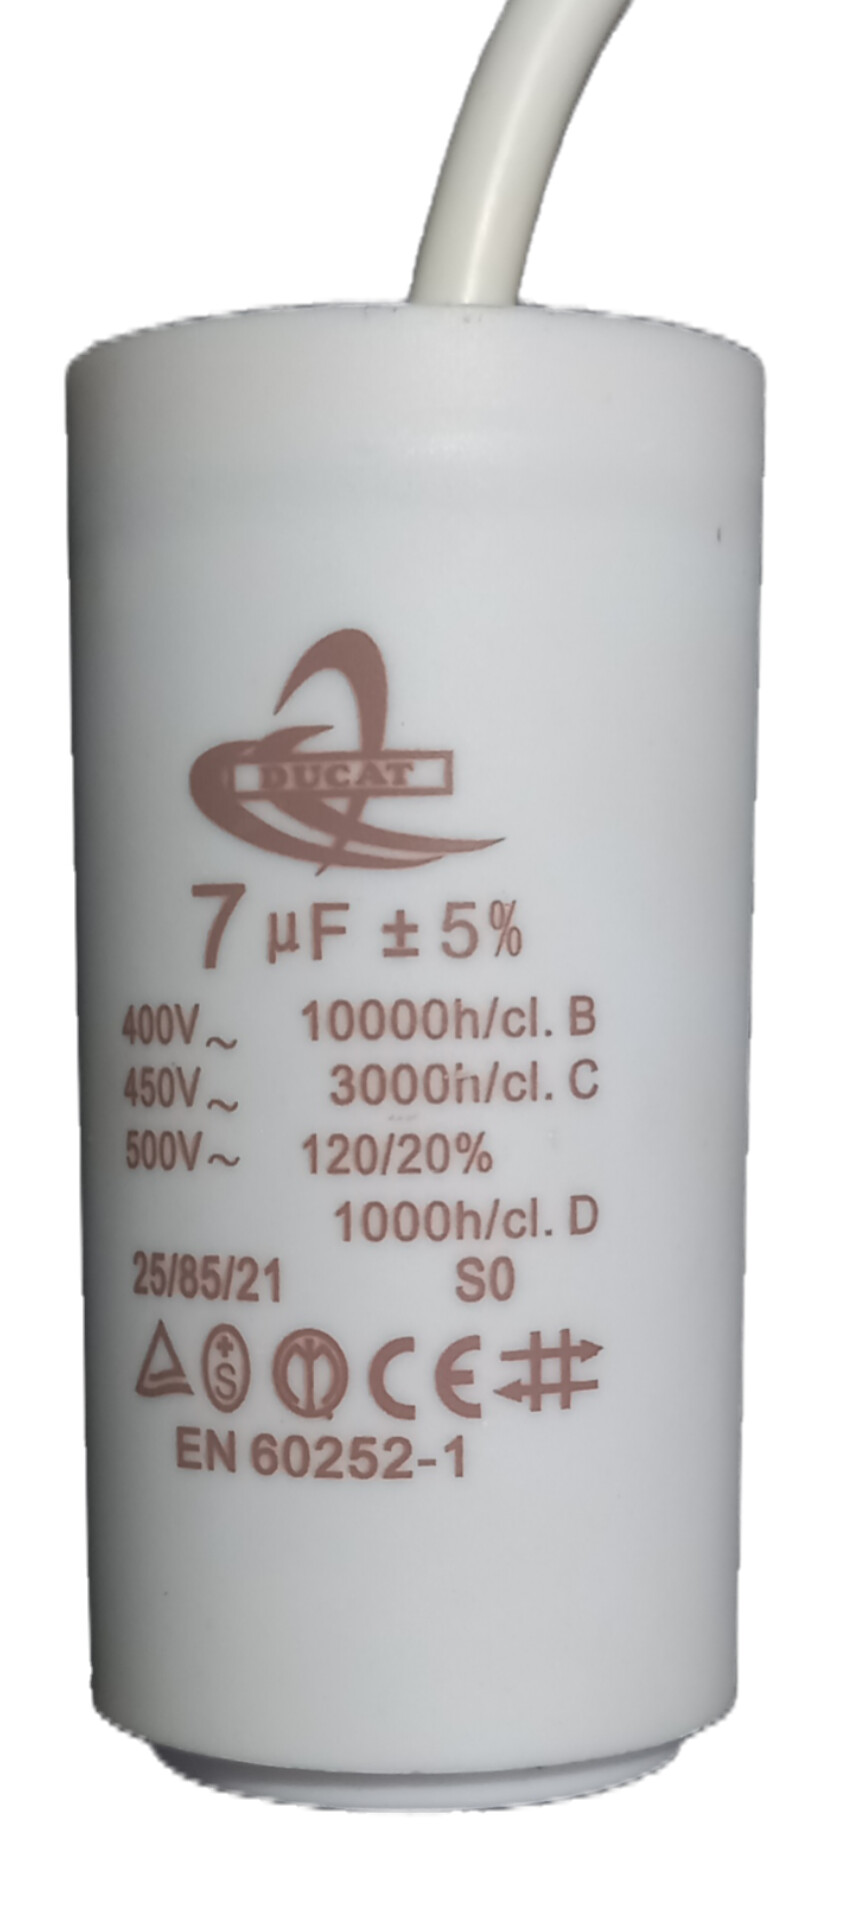 DUCAT
7 µF ± 5%
400V~ 10000h/cl. B
450V~ 3000h/cl. C
500V~ 120/20%
1000h/cl. D
25/85/21 S0
S CE
EN 60252-1